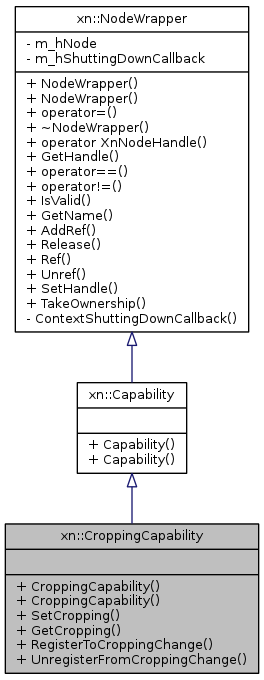 xn::NodeWrapper
- m_hNode
- m_hShuttingDownCallback
+ NodeWrapper()
+ NodeWrapper()
+ operator=()
+ ~NodeWrapper()
+ operator XnNodeHandle()
+ GetHandle()
+ operator==()
+ operator!=()
+ IsValid()
+ GetName()
+ AddRef()
+ Release()
+ Ref()
+ Unref()
+ SetHandle()
+ TakeOwnership()
- ContextShuttingDownCallback()
xn::Capability
+ Capability()
+ Capability()
xn::CroppingCapability
+ CroppingCapability()
+ CroppingCapability()
+ SetCropping()
+ GetCropping()
+ RegisterToCroppingChange()
+ UnregisterFromCroppingChange()